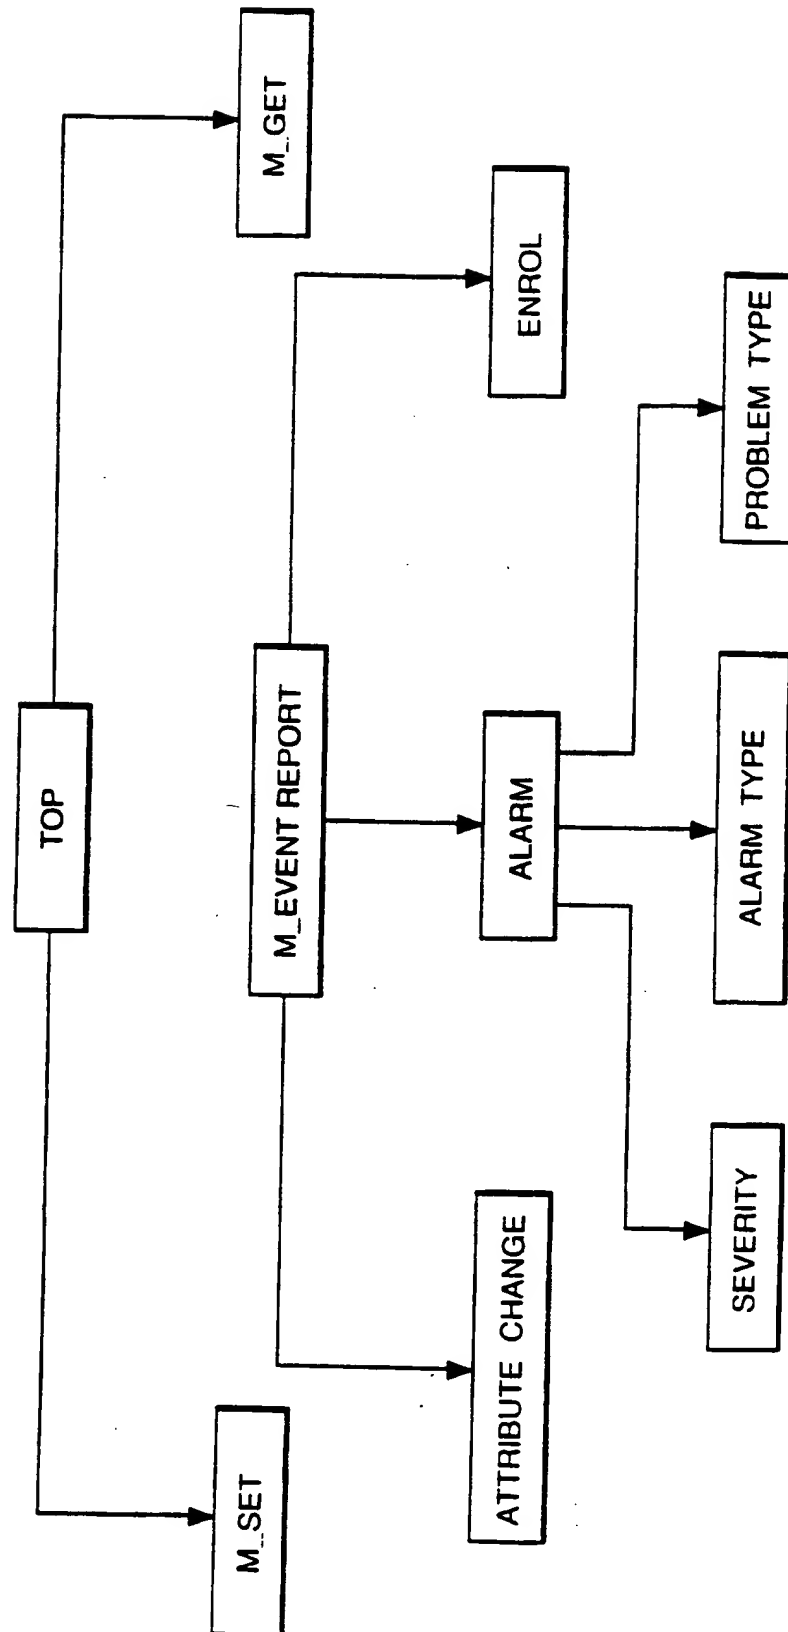 TOP
M_SET
M_EVENT REPORT
M_GET
ATTRIBUTE CHANGE
ALARM
ENROL
SEVERITY
ALARM TYPE
PROBLEM TYPE